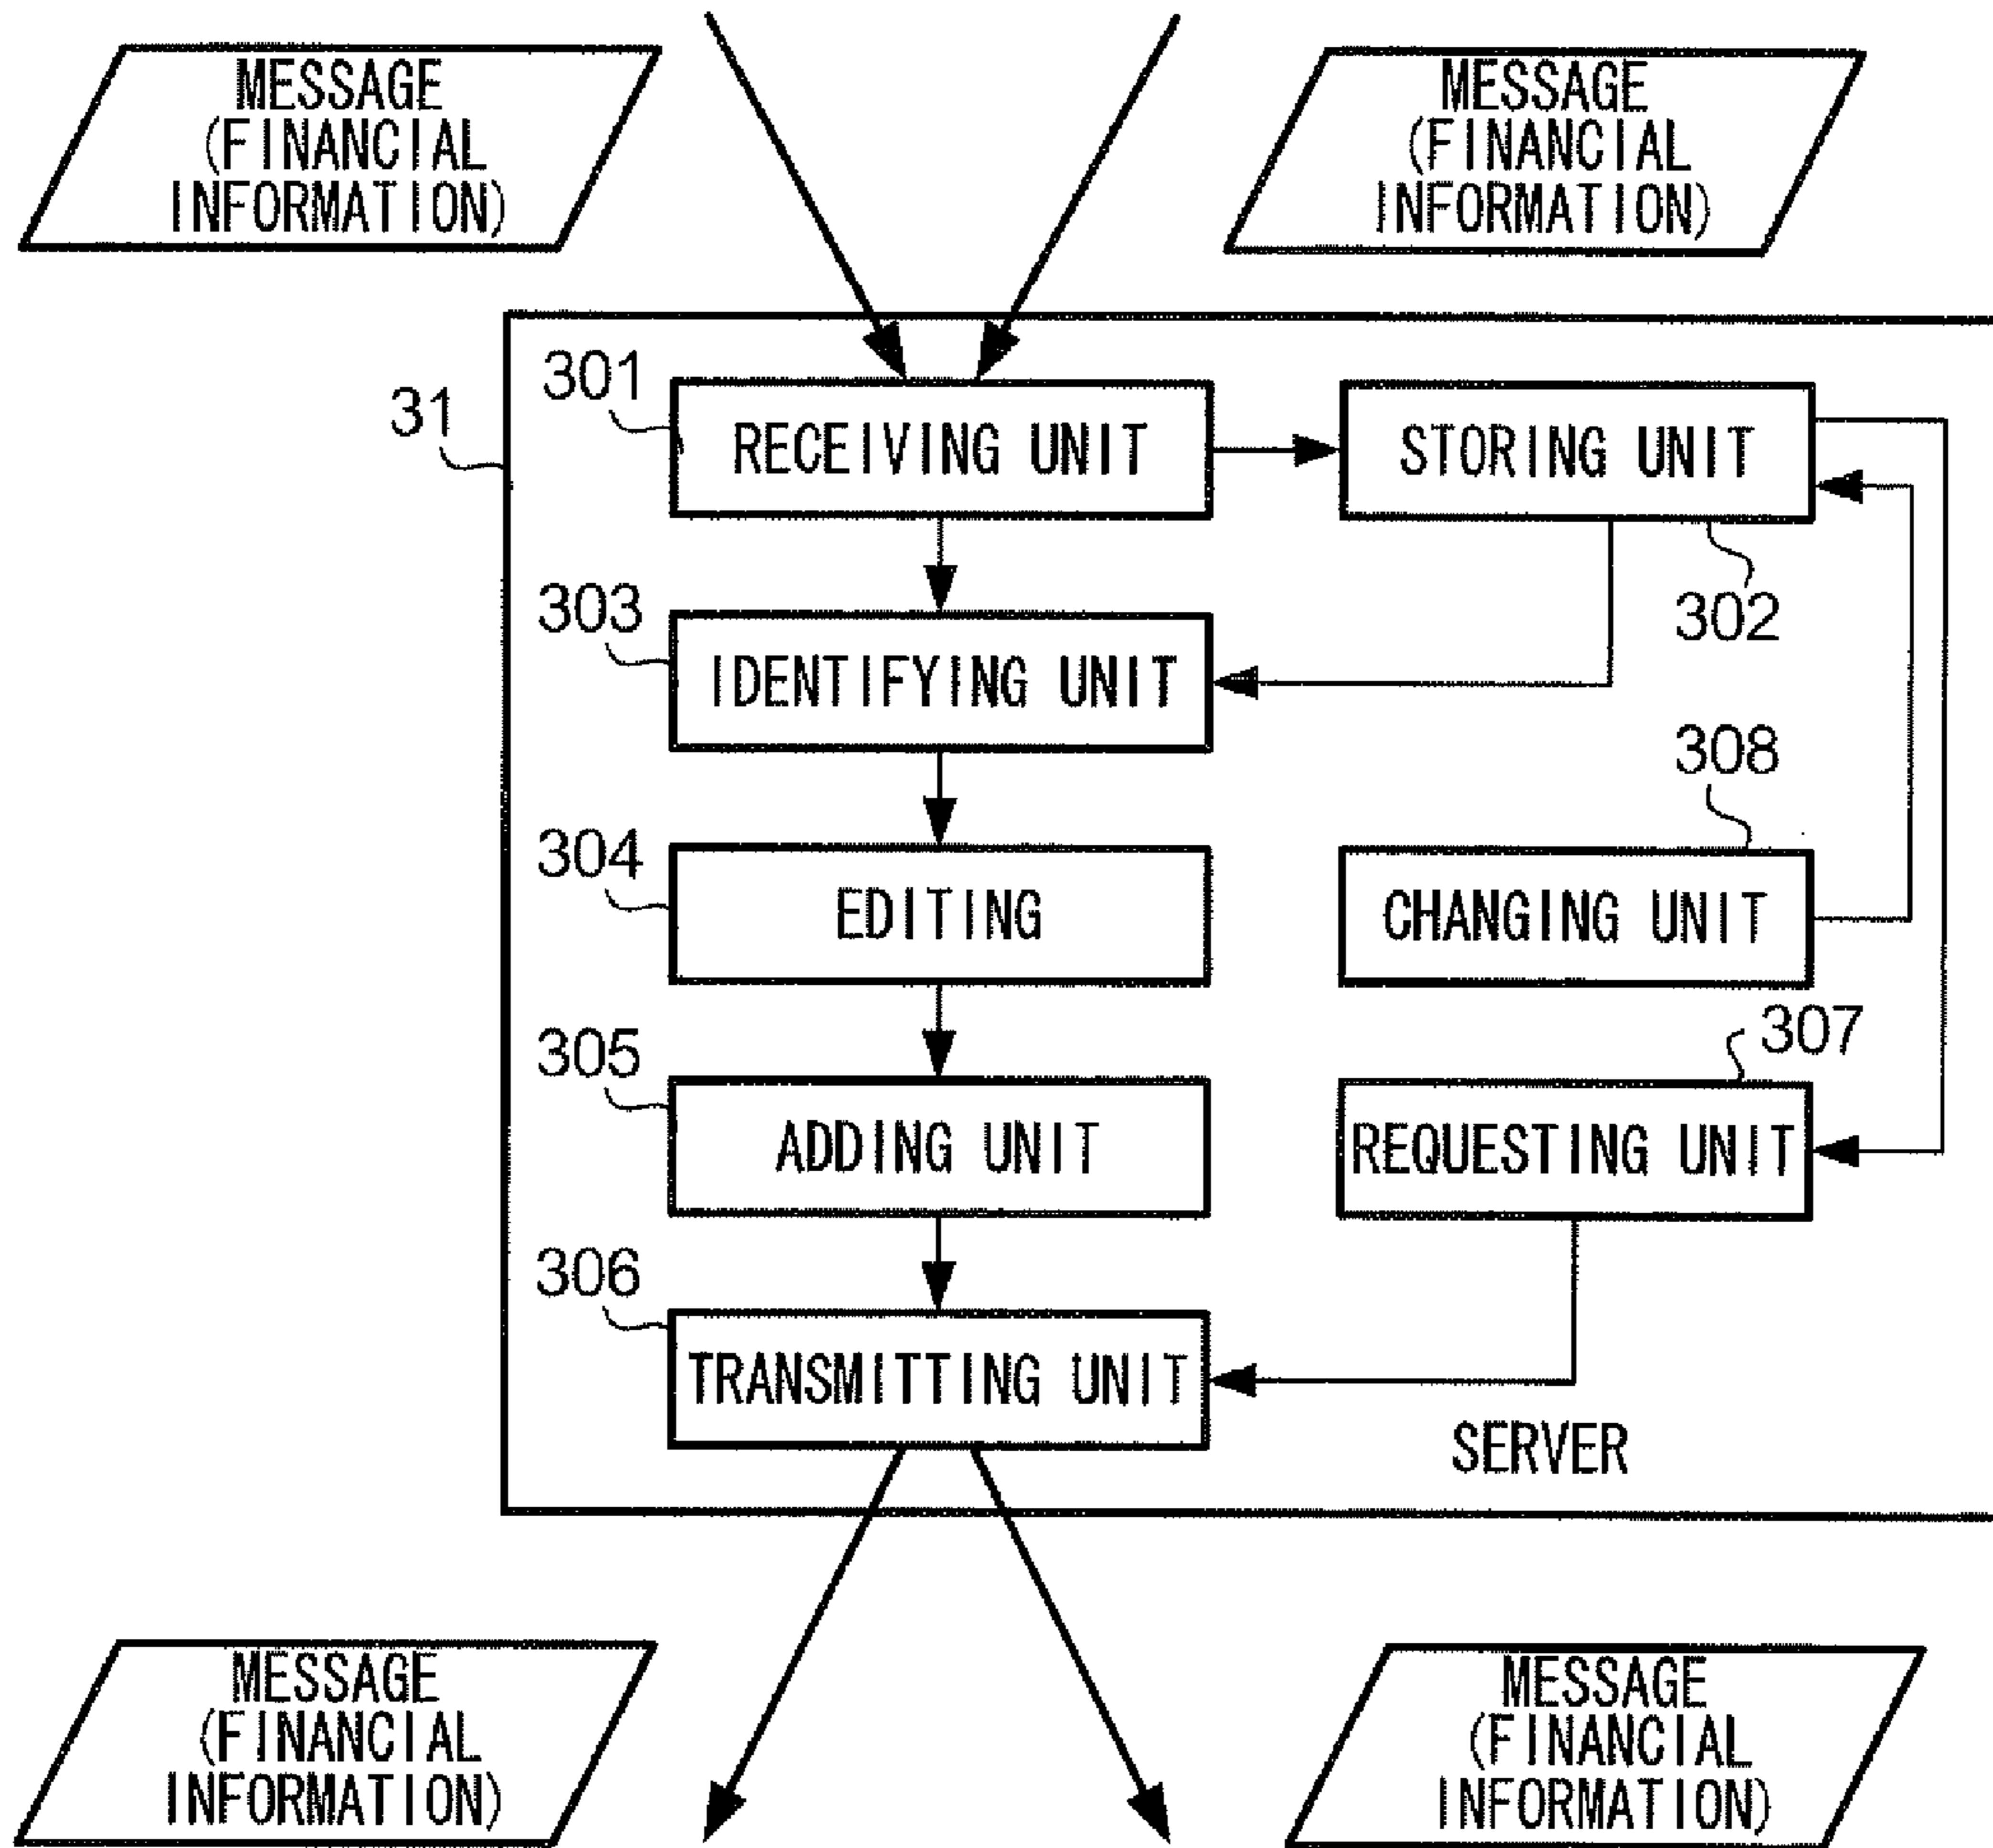 MESSAGE
(FINANCIAL
INFORMATION)
MESSAGE
(FINANCIAL
INFORMATION)
31
301
RECEIVING UNIT
STORING UNIT
302
303
IDENTIFYING UNIT
308
304
EDITING
CHANGING UNIT
307
305
ADDING UNIT
REQUESTING UNIT
306
TRANSMITTING UNIT
SERVER
MESSAGE
(FINANCIAL
INFORMATION)
MESSAGE
(FINANCIAL
INFORMATION)